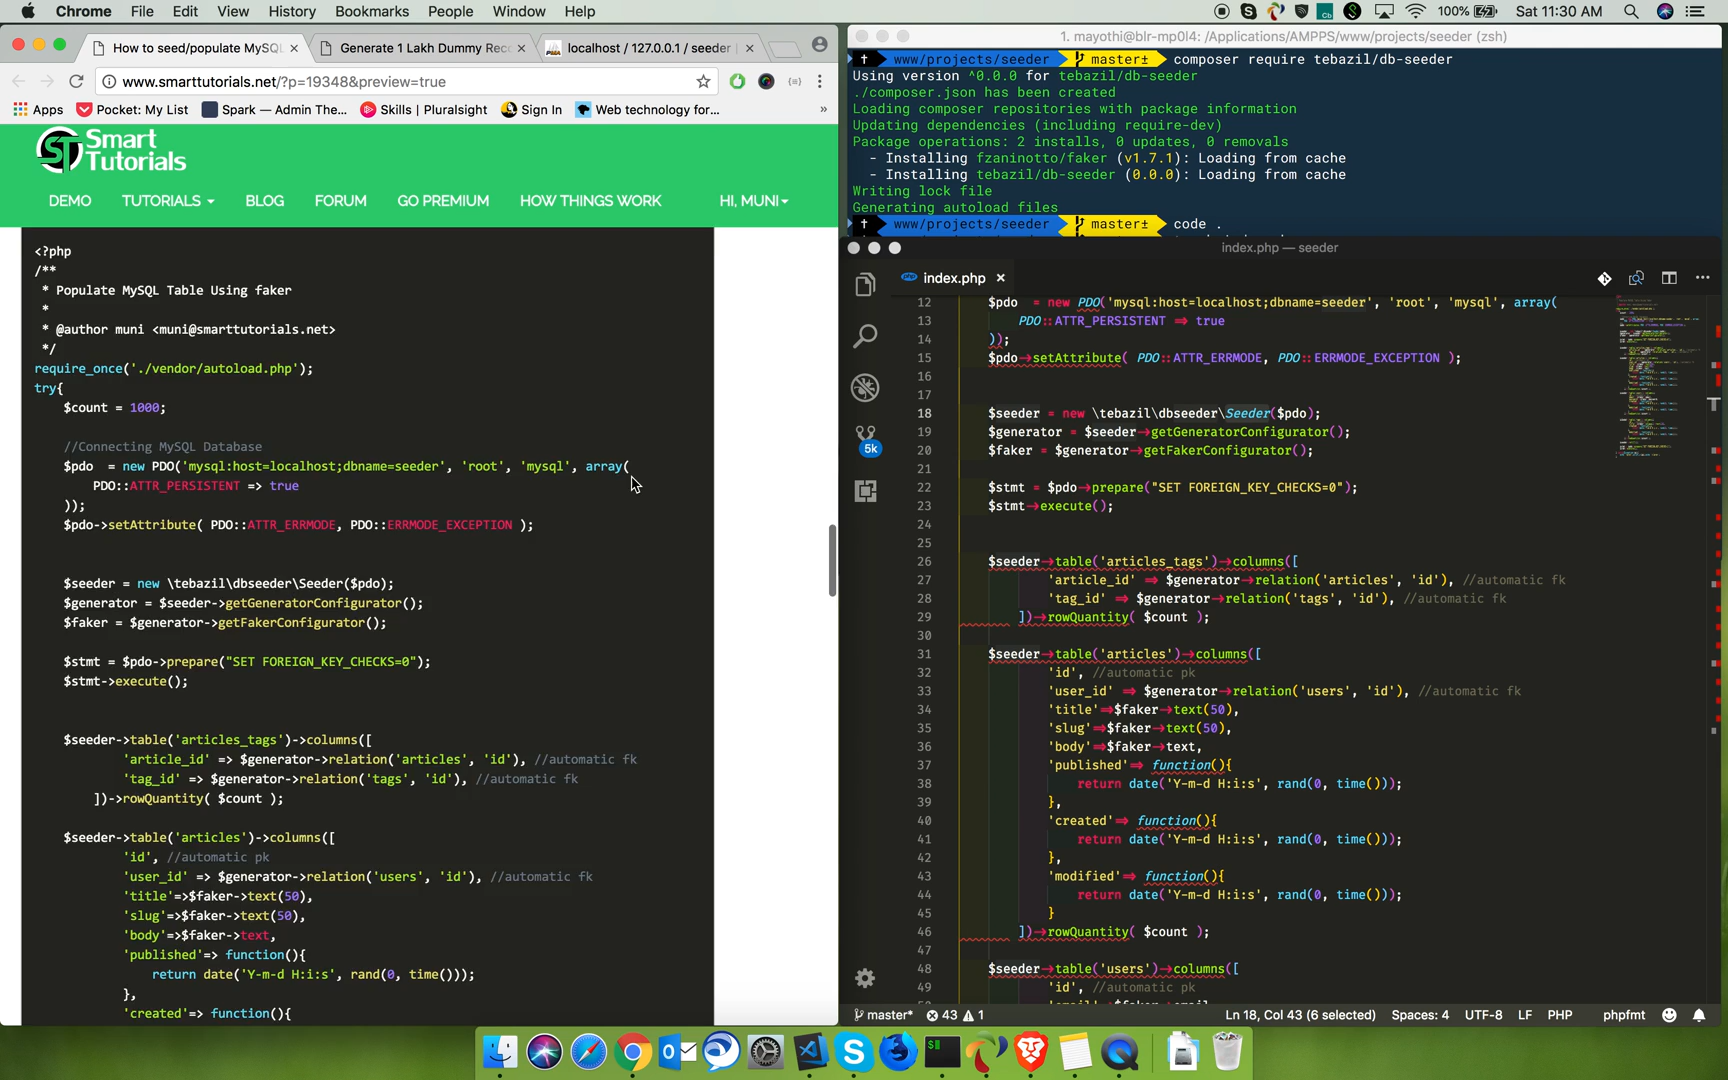 Chrome File Edit View History Bookmarks People Window Help 100% Sat 11:30 AM
How to seed/populate MySQL
Generate 1 Lakh Dummy Rec
localhost / 127.0.0.1 / seeder
www.smarttutorials.net/?p=19348&preview=true
Apps Pocket: My List Spark — Admin The... Skills | Pluralsight Sign In Web technology for... »
ST Smart
Tutorials
DEMO TUTORIALS BLOG FORUM GO PREMIUM HOW THINGS WORK HI, MUNI
<?php
/**
* Populate MySQL Table Using faker
*
* @author muni <muni@smarttutorials.net>
*/
require_once('./vendor/autoload.php');
try{
$count = 1000;
//Connecting MySQL Database
$pdo = new PDO('mysql:host=localhost;dbname=seeder', 'root', 'mysql', array(
PDO::ATTR_PERSISTENT => true
));
$pdo->setAttribute( PDO::ATTR_ERRMODE, PDO::ERRMODE_EXCEPTION );
$seeder = new \tebazil\dbseeder\Seeder($pdo);
$generator = $seeder->getGeneratorConfigurator();
$faker = $generator->getFakerConfigurator();
$stmt = $pdo->prepare("SET FOREIGN_KEY_CHECKS=0");
$stmt->execute();
$seeder->table('articles_tags')->columns([
'article_id' => $generator->relation('articles', 'id'), //automatic fk
'tag_id' => $generator->relation('tags', 'id'), //automatic fk
])->rowQuantity( $count );
$seeder->table('articles')->columns([
'id', //automatic pk
'user_id' => $generator->relation('users', 'id'), //automatic fk
'title'=>$faker->text(50),
'slug'=>$faker->text(50),
'body'=>$faker->text,
'published'=> function(){
return date('Y-m-d H:i:s', rand(0, time()));
},
'created'=> function(){
1. mayothi@blr-mp0l4: /Applications/AMPPS/www/projects/seeder (zsh)
www/projects/seeder master± composer require tebazil/db-seeder
Using version ^0.0.0 for tebazil/db-seeder
./composer.json has been created
Loading composer repositories with package information
Updating dependencies (including require-dev)
Package operations: 2 installs, 0 updates, 0 removals
- Installing fzaninotto/faker (v1.7.1): Loading from cache
- Installing tebazil/db-seeder (0.0.0): Loading from cache
Writing lock file
Generating autoload files
www/projects/seeder master± code .
index.php — seeder
index.php
12 $pdo = new PDO('mysql:host=localhost;dbname=seeder', 'root', 'mysql', array(
13 PDO::ATTR_PERSISTENT => true
14 ));
15 $pdo->setAttribute( PDO::ATTR_ERRMODE, PDO::ERRMODE_EXCEPTION );
16
17
18 $seeder = new \tebazil\dbseeder\Seeder($pdo);
19 $generator = $seeder->getGeneratorConfigurator();
20 $faker = $generator->getFakerConfigurator();
21
22 $stmt = $pdo->prepare("SET FOREIGN_KEY_CHECKS=0");
23 $stmt->execute();
24
25
26 $seeder->table('articles_tags')->columns([
27 'article_id' => $generator->relation('articles', 'id'), //automatic fk
28 'tag_id' => $generator->relation('tags', 'id'), //automatic fk
29 ])->rowQuantity( $count );
30
31 $seeder->table('articles')->columns([
32 'id', //automatic pk
33 'user_id' => $generator->relation('users', 'id'), //automatic fk
34 'title'=>$faker->text(50),
35 'slug'=>$faker->text(50),
36 'body'=>$faker->text,
37 'published'=> function(){
38 return date('Y-m-d H:i:s', rand(0, time()));
39 },
40 'created'=> function(){
41 return date('Y-m-d H:i:s', rand(0, time()));
42 },
43 'modified'=> function(){
44 return date('Y-m-d H:i:s', rand(0, time()));
45 }
46 ])->rowQuantity( $count );
47
48 $seeder->table('users')->columns([
49 'id', //automatic pk
5k
master* 43 1 Ln 18, Col 43 (6 selected) Spaces: 4 UTF-8 LF PHP phpfmt